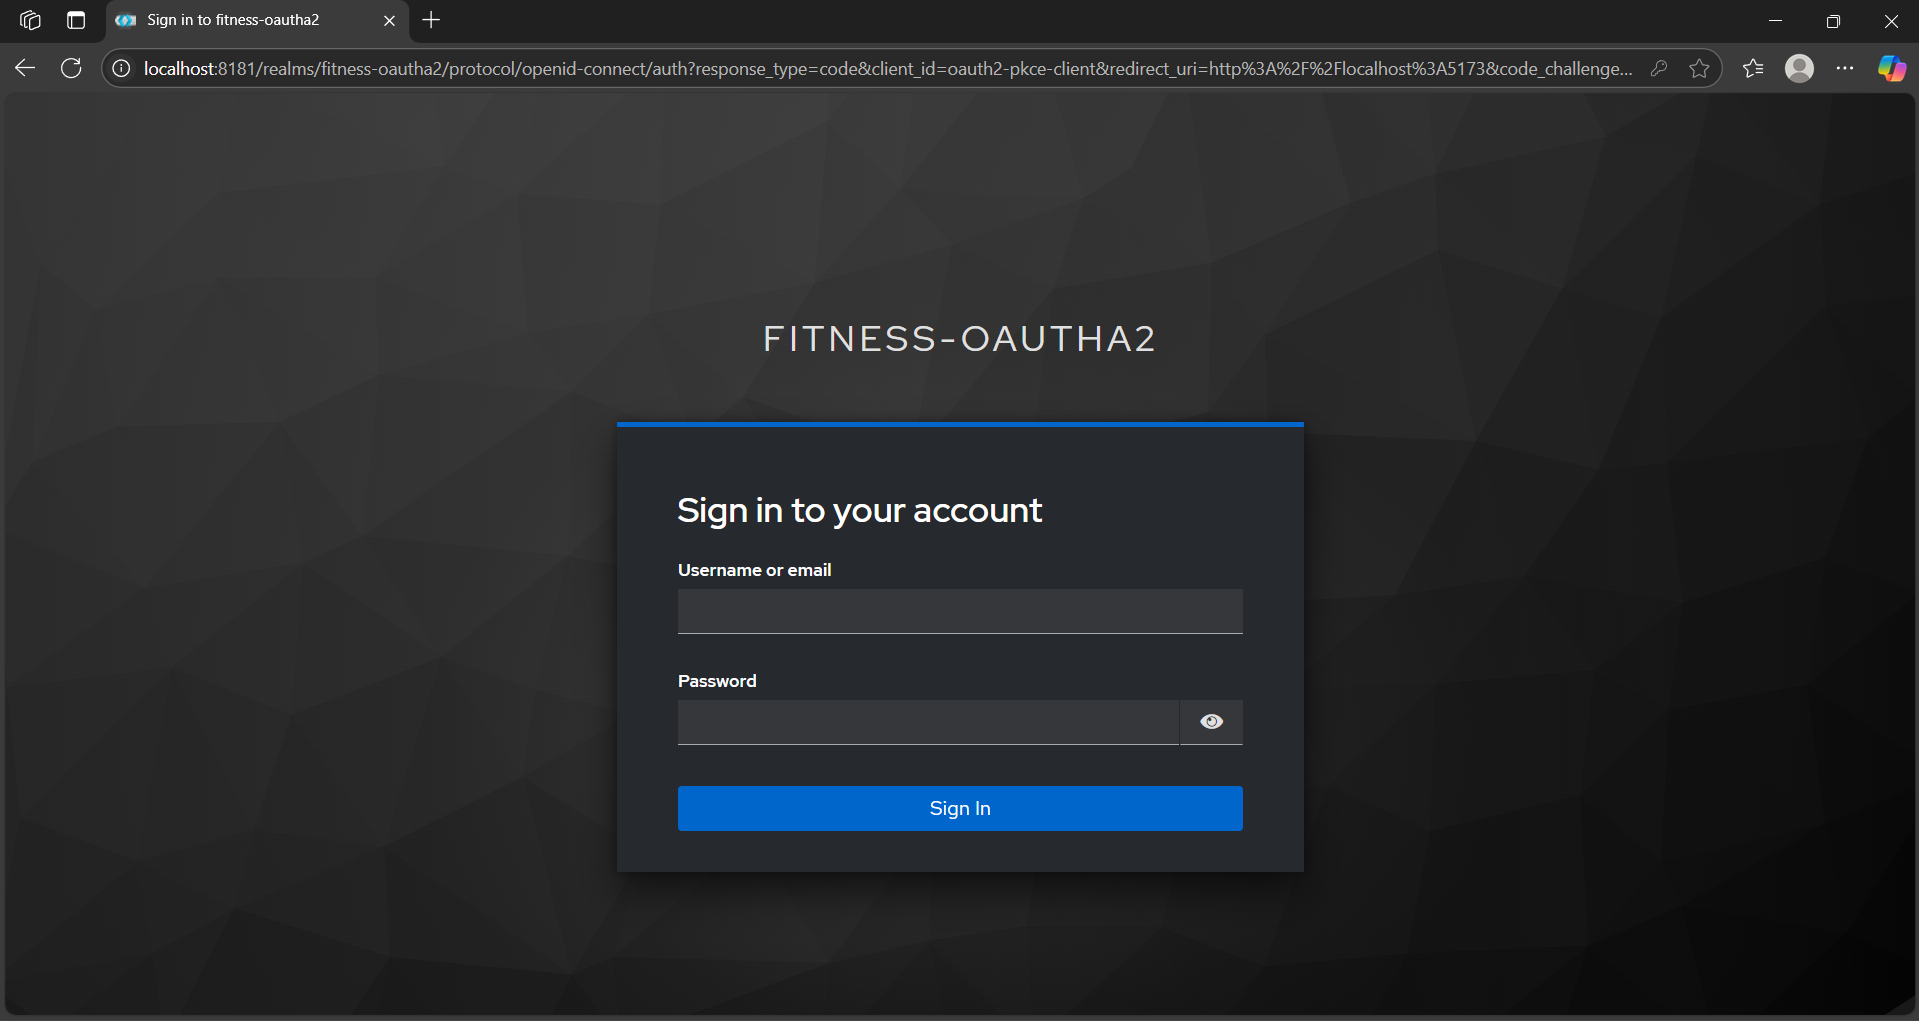 Sign in to fitness-oautha2
localhost:8181/realms/fitness-oautha2/protocol/openid-connect/auth?response_type=code&client_id=oauth2-pkce-client&redirect_uri=http%3A%2F%2Flocalhost%3A5173&code_challenge...
FITNESS-OAUTHA2
Sign in to your account
Username or email
Password
Sign In